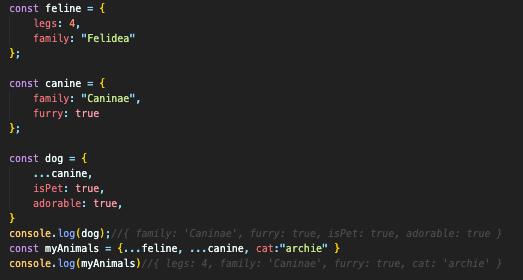 const feline = {
legs: 4,
family: "Felidea"
};
const canine = {
family: "Caninae",
furry: true
};
const dog = {
...canine,
isPet: true,
adorable: true,
}
console.log(dog);//{ family: 'Caninae', furry: true, isPet: true, adorable: true }
const myAnimals = {...feline, ...canine, cat:"archie" }
console.log(myAnimals)//{ legs: 4, family: 'Caninae', furry: true, cat: 'archie' }